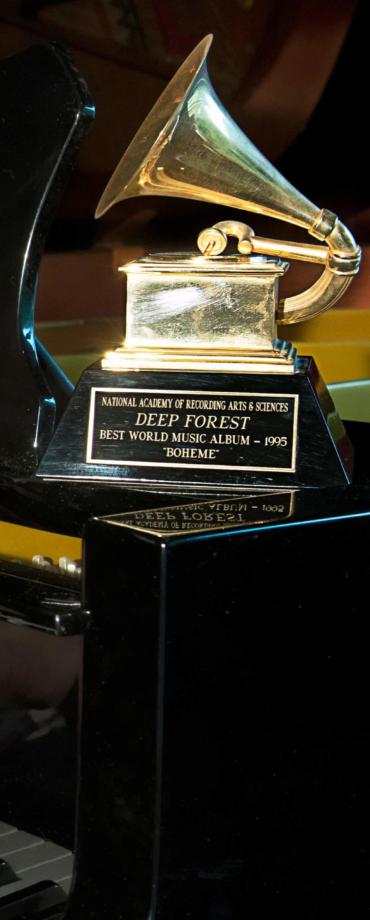 NATIONAL ACADEMY OF RECORDING ARTS & SCIENCES
DEEP FOREST
BEST WORLD MUSIC ALBUM – 1995
"BOHEME"